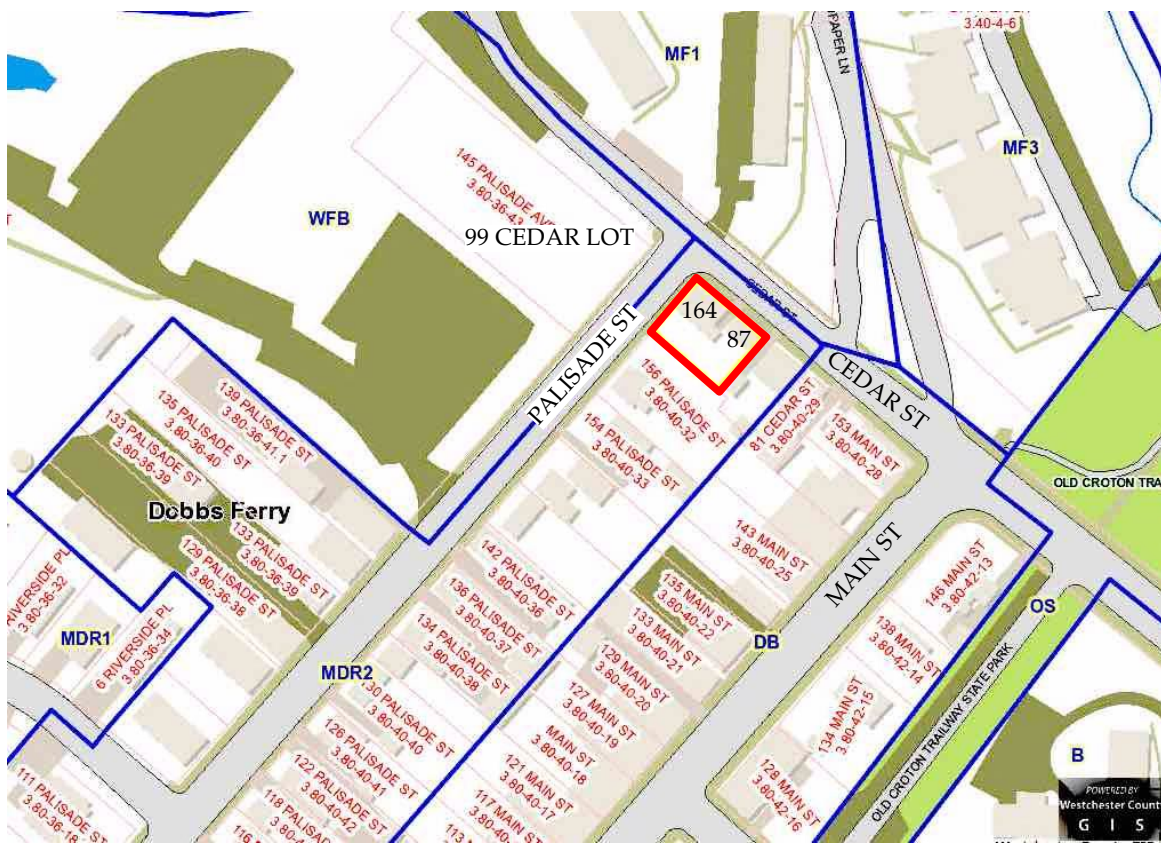 3.40-4-6
MF1
MF3
145 PALISADE AVE
3.80-36-43
99 CEDAR LOT
WFB
CEDAR ST
164
87
PALISADE ST
CEDAR ST
139 PALISADE ST
3.80-36-41.1
135 PALISADE ST
3.80-36-40
133 PALISADE ST
3.80-36-39
Dobbs Ferry
133 PALISADE ST
3.80-36-39
129 PALISADE ST
3.80-36-38
156 PALISADE ST
3.80-40-32
154 PALISADE ST
3.80-40-33
81 CEDAR ST
3.80-40-29
153 MAIN ST
3.80-40-28
OLD CROTON TRA
143 MAIN ST
3.80-40-25
MAIN ST
146 MAIN ST
3.80-42-13
OS
142 PALISADE ST
3.80-40-36
136 PALISADE ST
3.80-40-37
134 PALISADE ST
3.80-40-38
135 MAIN ST
3.80-40-22
133 MAIN ST
3.80-40-21
DB
138 MAIN ST
3.80-42-14
RIVERSIDE PL
3.80-36-32
MDR1
6 RIVERSIDE PL
3.80-36-34
MDR2
130 PALISADE ST
3.80-40-40
129 MAIN ST
3.80-40-20
127 MAIN ST
3.80-40-19
134 MAIN ST
3.80-42-15
OLD CROTON TRAILWAY STATE PARK
126 PALISADE ST
3.80-40-41
MAIN ST
3.80-40-18
122 PALISADE ST
3.80-40-42
121 MAIN ST
3.80-40-17
128 MAIN ST
3.80-42-16
B
111 PALISADE ST
3.80-36-18
118 PALISADE
117 MAIN ST
POWERED BY
Westchester County
G I S